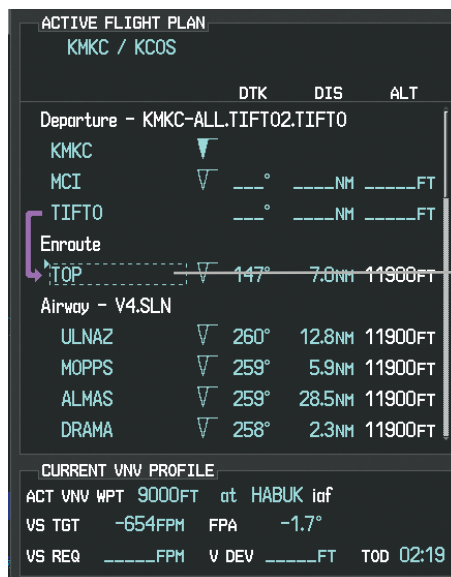 ACTIVE FLIGHT PLAN
KMKC / KCOS
DTK DIS ALT
Departure - KMKC-ALL.TIFTO2.TIFTO
KMKC
MCI ___° ____NM _____FT
TIFTO ___° ____NM _____FT
Enroute
TOP 147° 7.0NM 11900FT
Airway - V4.SLN
ULNAZ 260° 12.8NM 11900FT
MOPPS 259° 5.9NM 11900FT
ALMAS 259° 28.5NM 11900FT
DRAMA 258° 2.3NM 11900FT
CURRENT VNV PROFILE
ACT VNV WPT 9000FT at HABUK iaf
VS TGT -654FPM FPA -1.7°
VS REQ _____FPM V DEV _____FT TOD 02:19